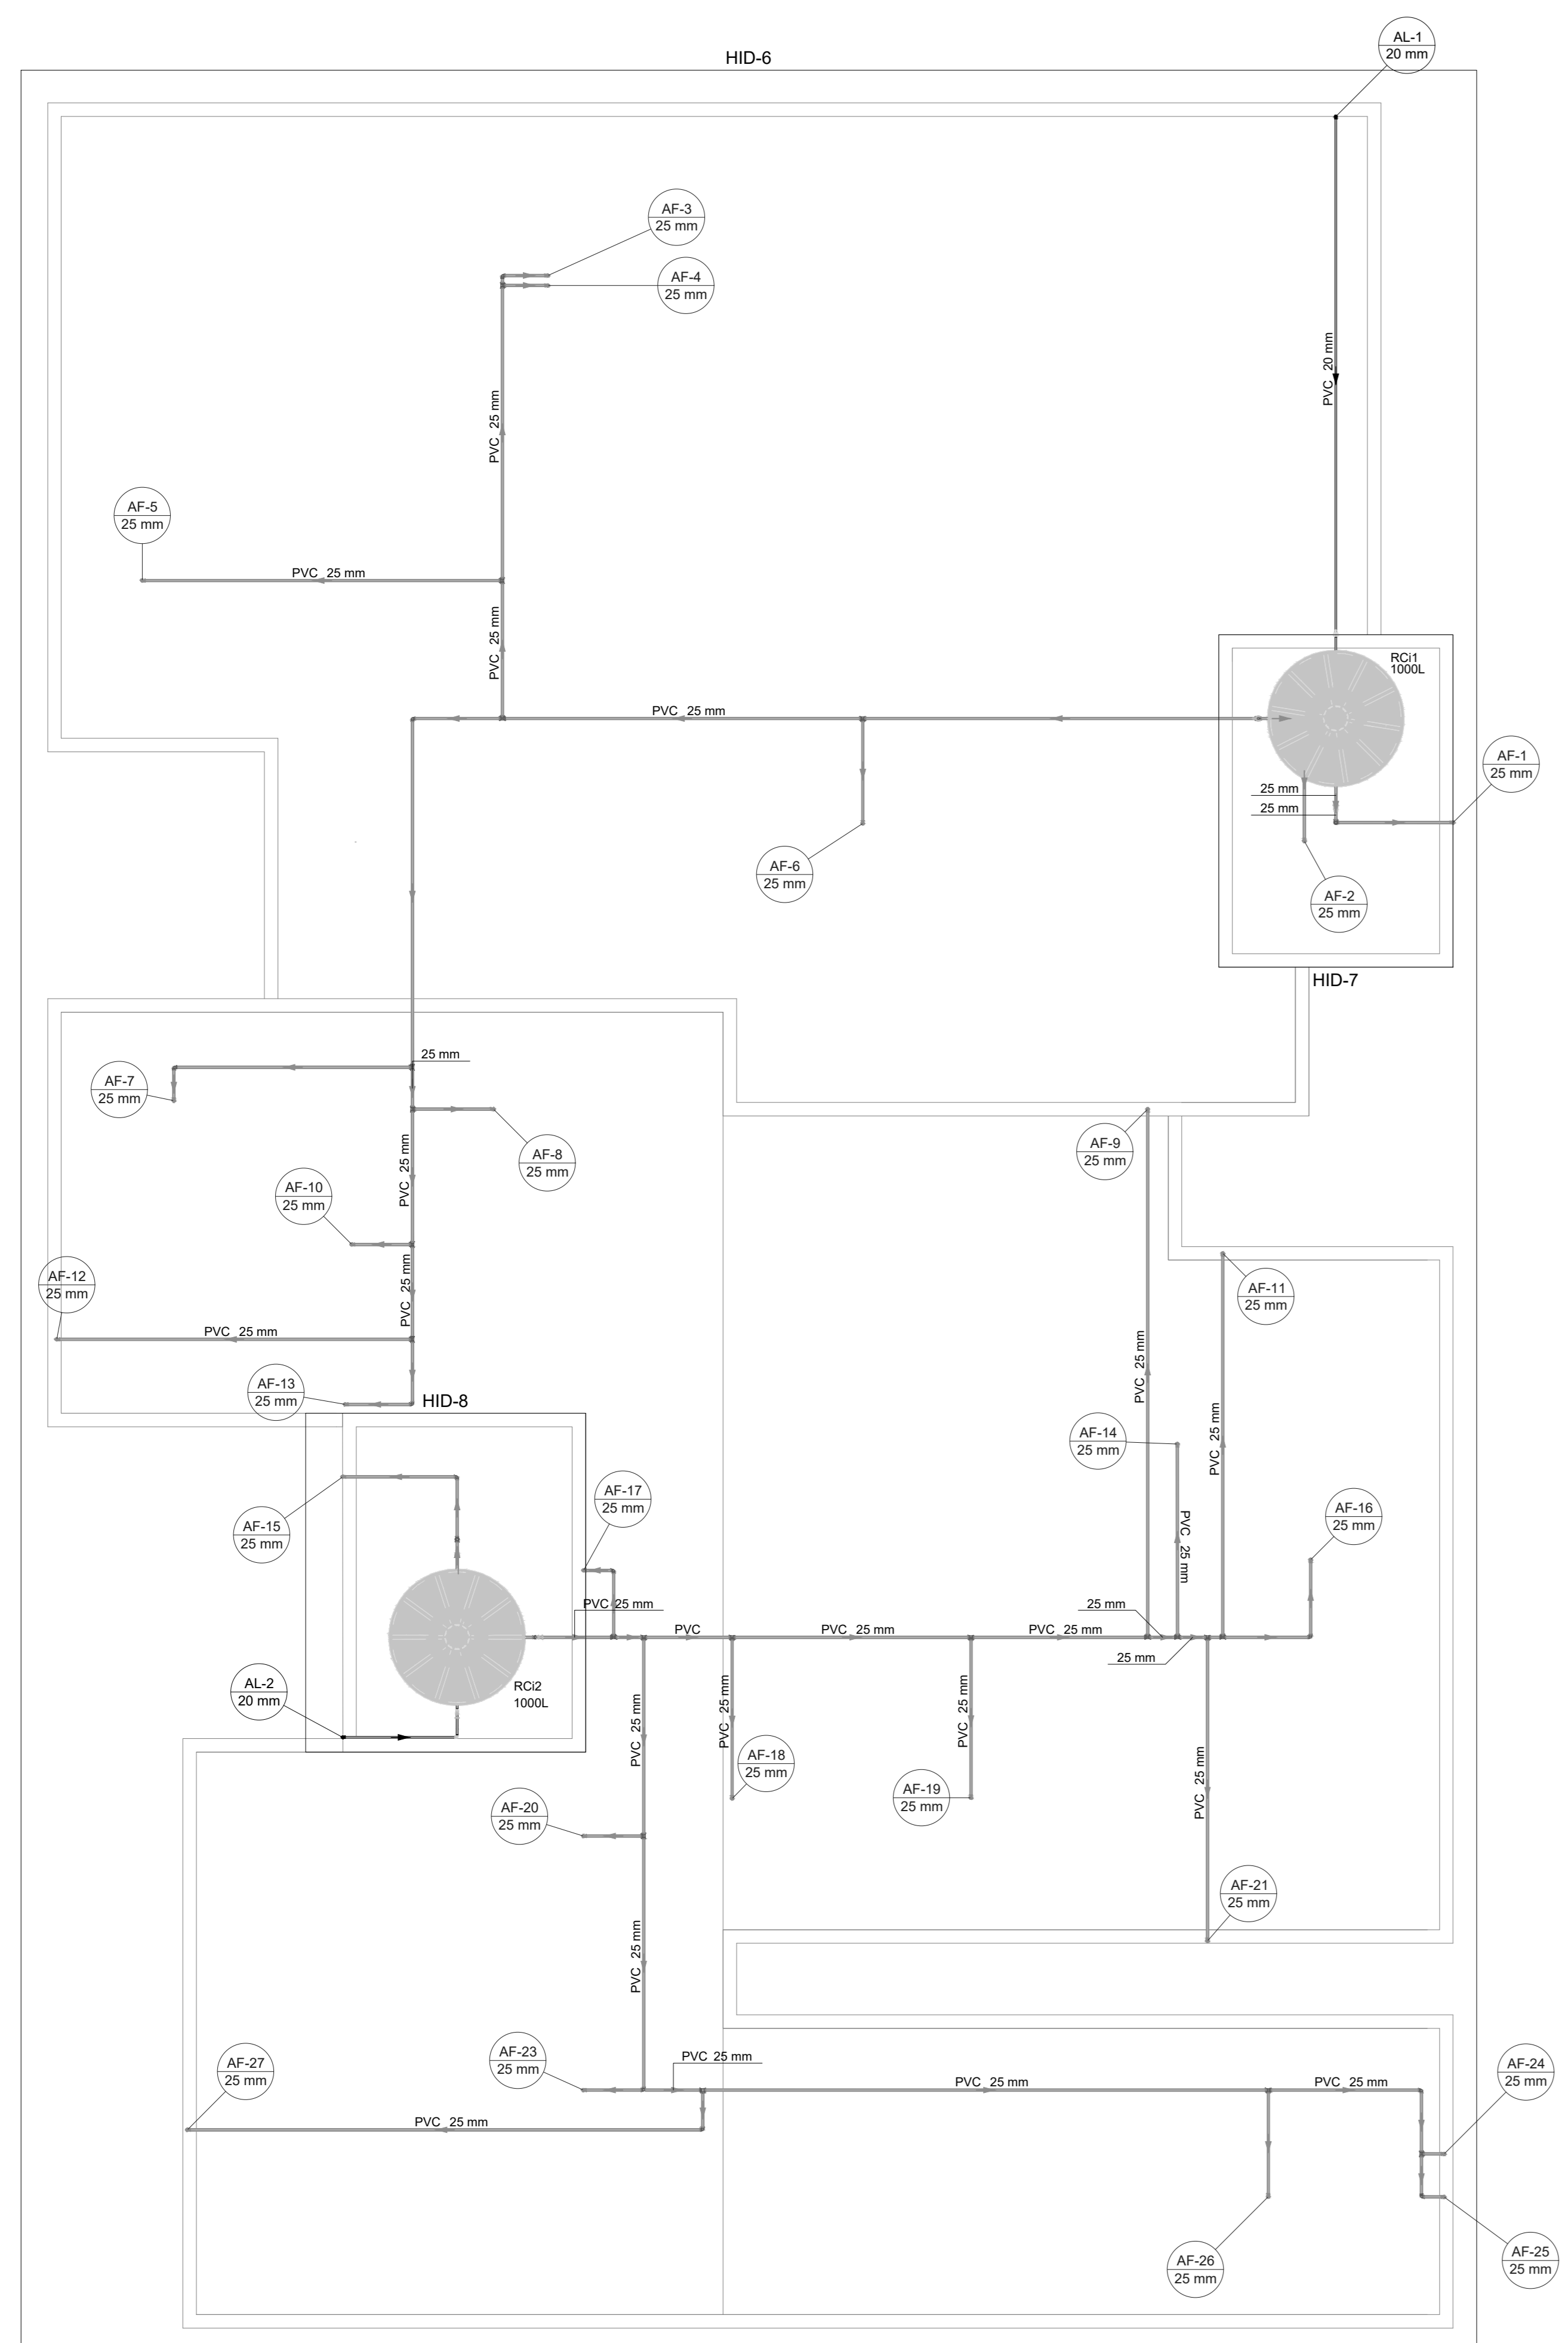 HID-6
AL-1
20 mm
AF-3
25 mm
AF-4
25 mm
PVC 20 mm
PVC 25 mm
AF-5
25 mm
PVC 25 mm
PVC 25 mm
RCi1
1000L
PVC 25 mm
AF-1
25 mm
25 mm
25 mm
AF-6
25 mm
AF-2
25 mm
HID-7
25 mm
AF-7
25 mm
AF-8
25 mm
AF-9
25 mm
PVC 25 mm
AF-10
25 mm
AF-12
25 mm
PVC 25 mm
AF-11
25 mm
PVC 25 mm
AF-13
25 mm
HID-8
PVC 25 mm
PVC 25 mm
AF-14
25 mm
AF-17
25 mm
AF-16
25 mm
AF-15
25 mm
PVC 25 mm
PVC 25 mm
25 mm
PVC
PVC 25 mm
PVC 25 mm
25 mm
RCi2
1000L
AL-2
20 mm
PVC 25 mm
PVC 25 mm
PVC 25 mm
AF-18
25 mm
PVC 25 mm
AF-19
25 mm
AF-20
25 mm
AF-21
25 mm
PVC 25 mm
AF-23
25 mm
PVC 25 mm
AF-27
25 mm
AF-24
25 mm
PVC 25 mm
PVC 25 mm
PVC 25 mm
AF-26
25 mm
AF-25
25 mm